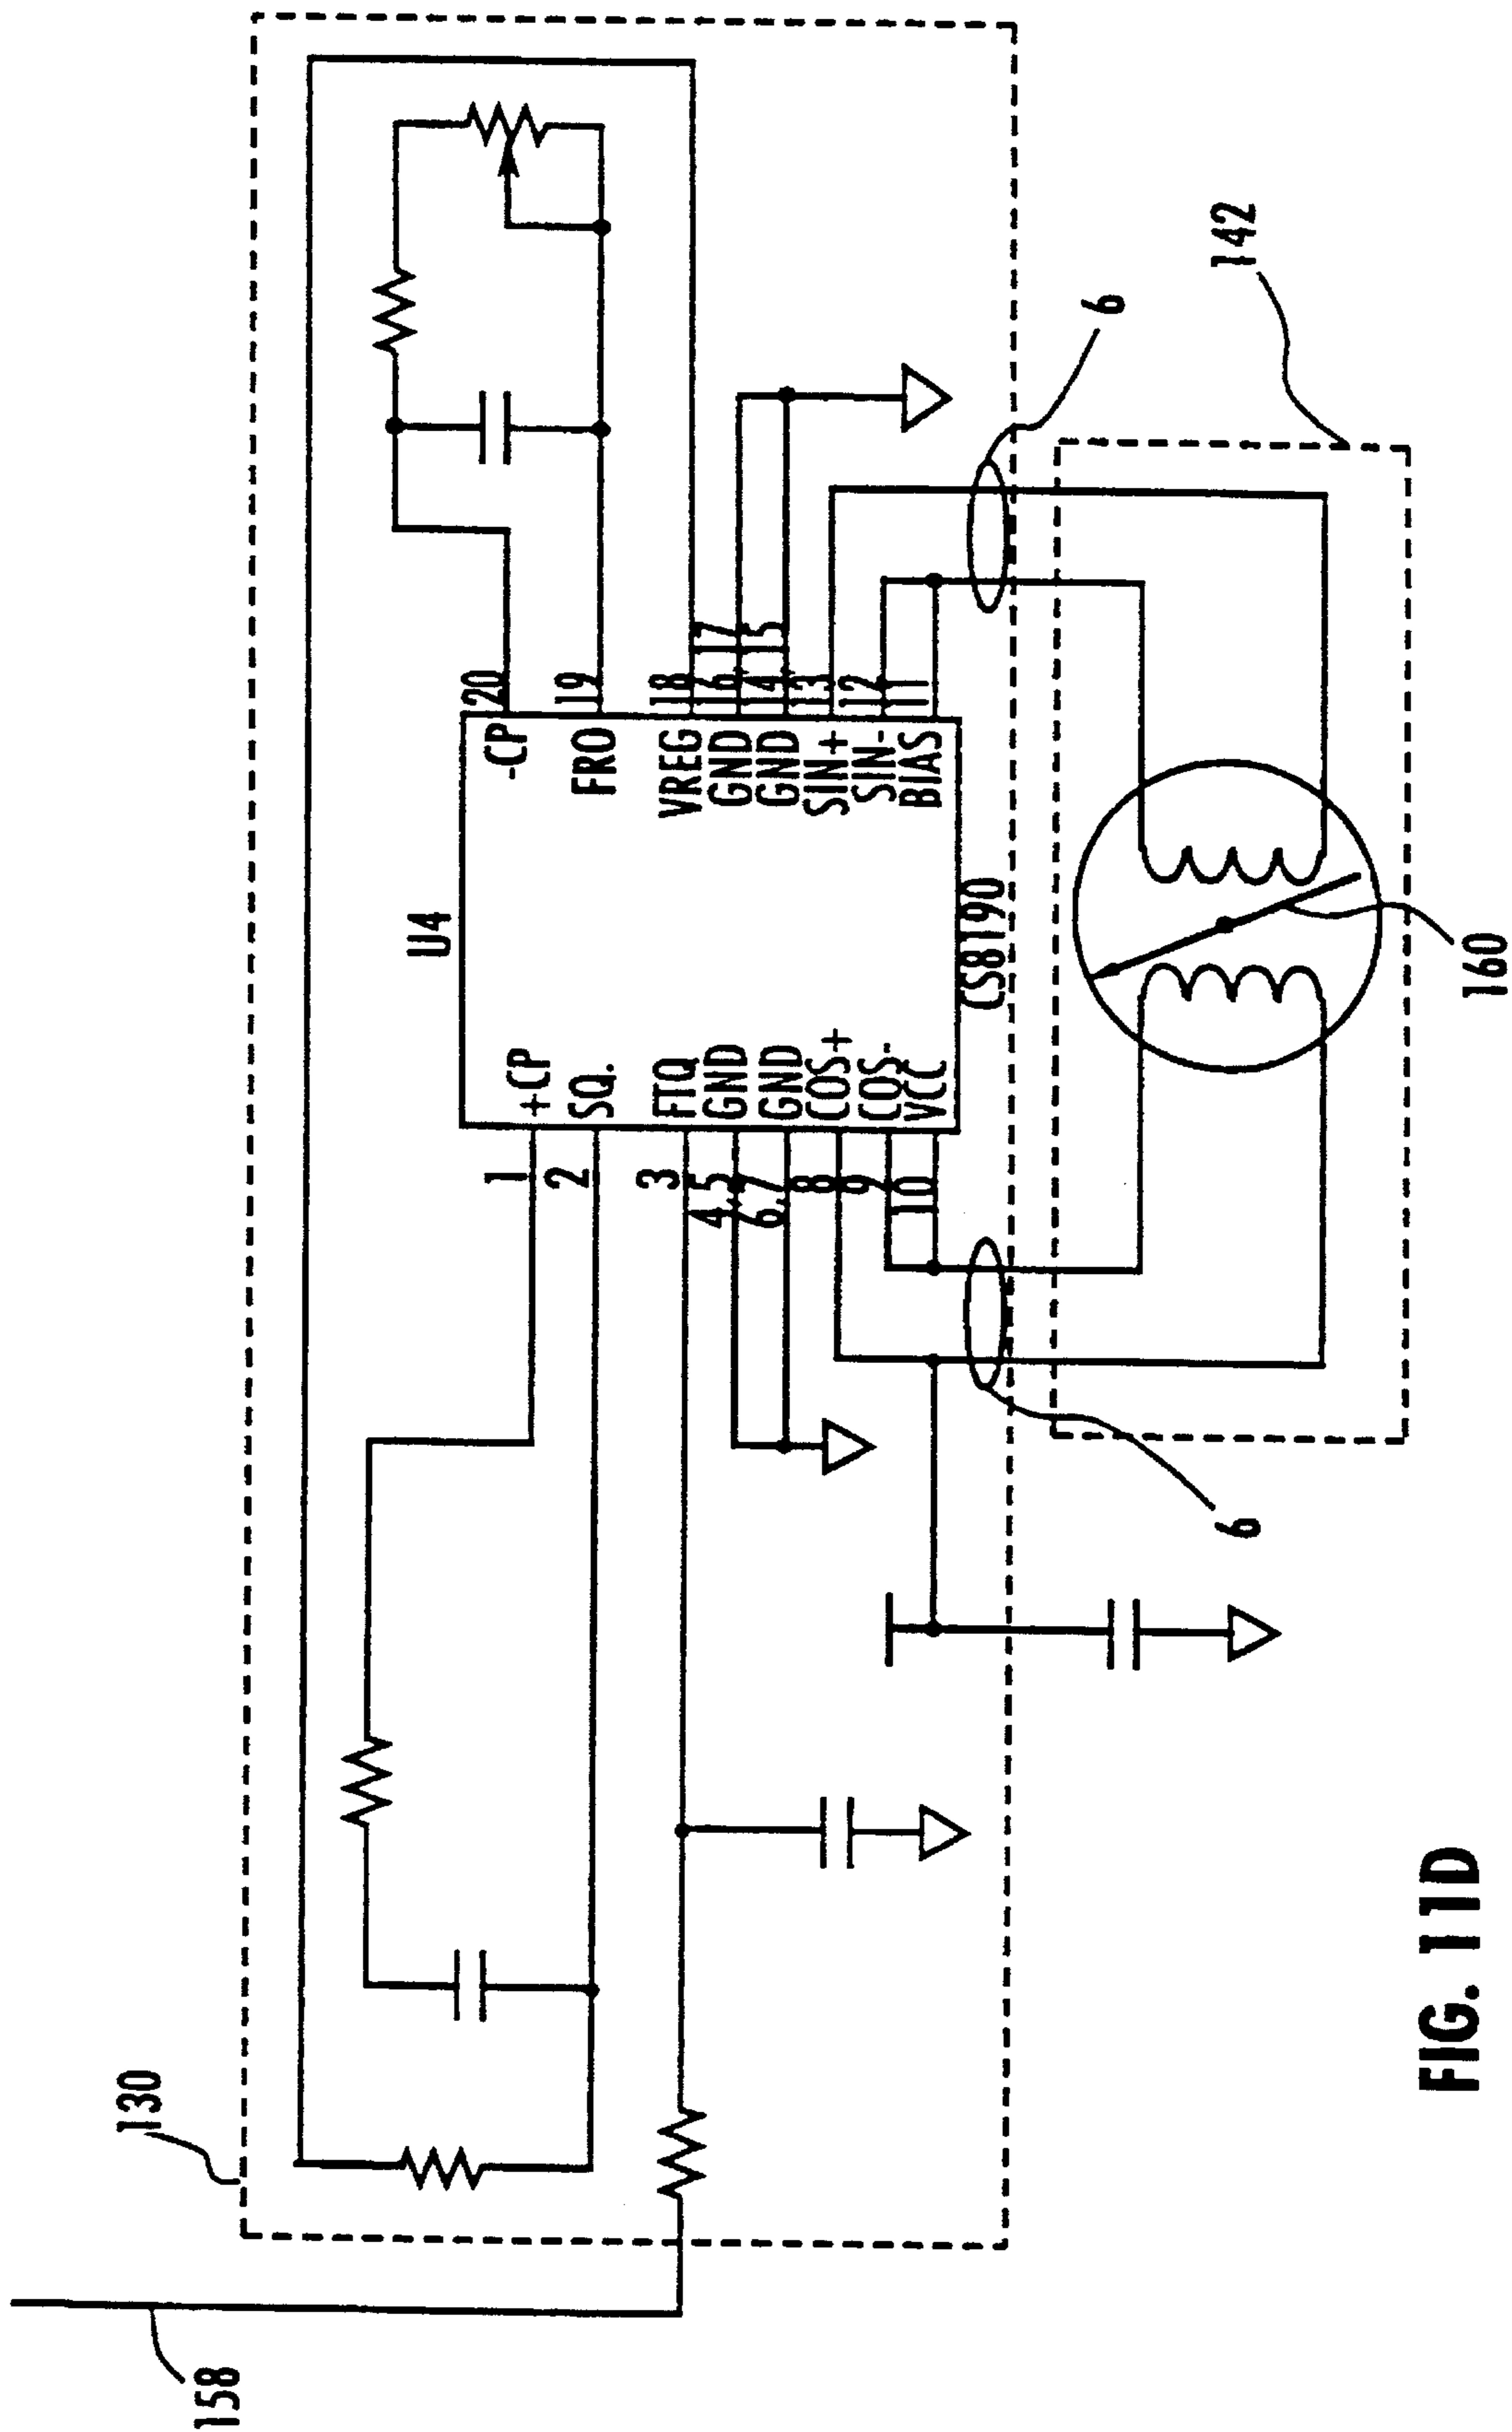 130
158
U4
1 +CP -CP 20
2 SQ. FRO 19
3 FTQ VREG 18
4,5 GND GND 16,17
6,7 GND GND 14,15
8 COS+ SIN+ 13
9 COS- SIN- 12
10 VCC BIAS 11
CS8190
6
6
142
160
FIG. 11D